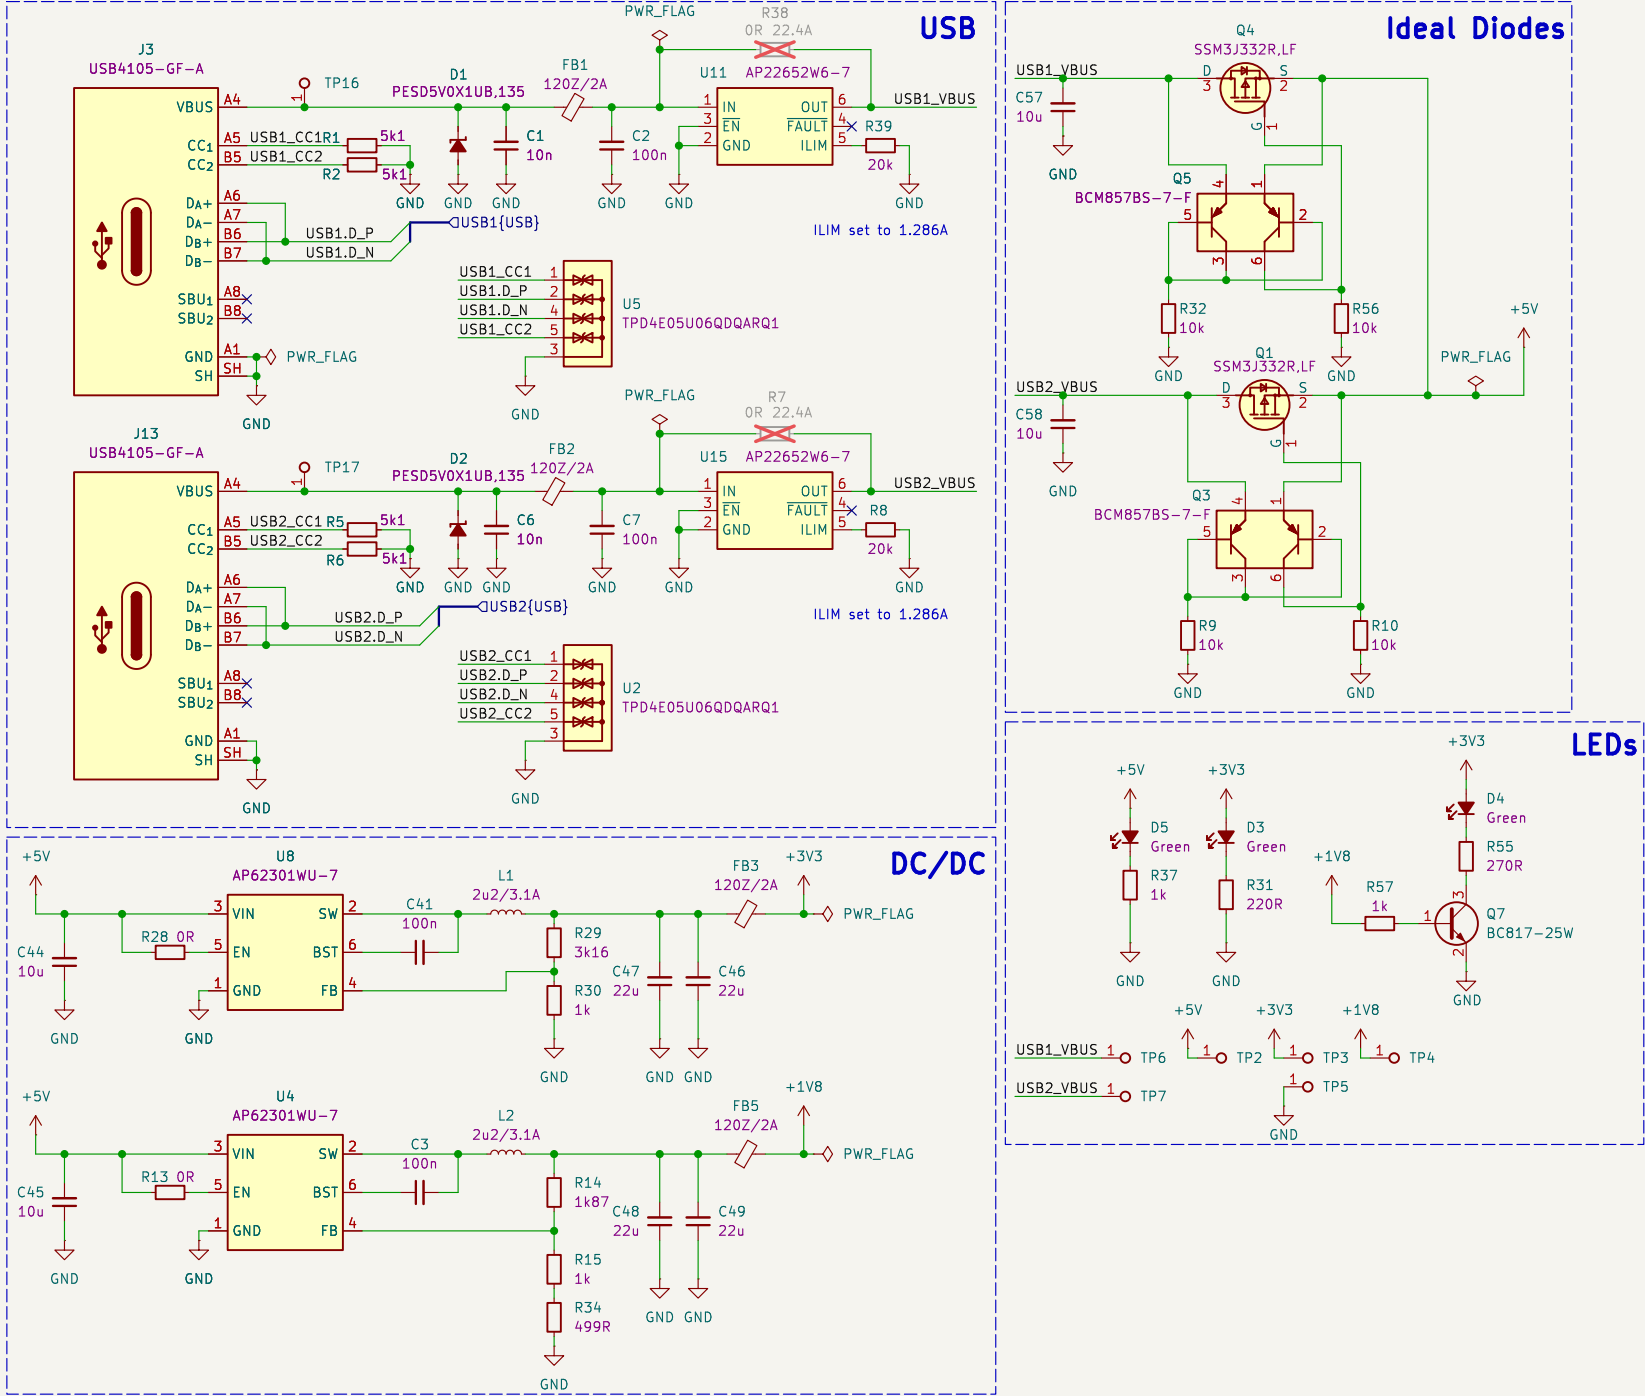 USB
J3
USB4105-GF-A
VBUS A4
CC1 A5
CC2 B5
DA+ A6
DA- A7
DB+ B6
DB- B7
SBU1 A8
SBU2 B8
GND A1
SH SH
1 TP16
USB1_CC1 R1 5k1
USB1_CC2
R2 5k1
GND
D1
PESD5V0X1UB,135
GND
C1
10n
GND
FB1
120Z/2A
C2
100n
GND
PWR_FLAG
R38
0R 22.4A
U11 AP22652W6-7
1 IN OUT 6
3 EN FAULT 4
2 GND ILIM 5
USB1_VBUS
R39
20k
GND
GND
ILIM set to 1.286A
USB1.D_P
USB1.D_N
USB1{USB}
PWR_FLAG
GND
USB1_CC1 1
USB1.D_P 2
USB1.D_N 4
USB1_CC2 5
3
U5
TPD4E05U06QDQARQ1
GND
J13
USB4105-GF-A
VBUS A4
CC1 A5
CC2 B5
DA+ A6
DA- A7
DB+ B6
DB- B7
SBU1 A8
SBU2 B8
GND A1
SH SH
1 TP17
USB2_CC1 R5 5k1
USB2_CC2
R6 5k1
GND
D2
PESD5V0X1UB,135
GND
C6
10n
GND
FB2
120Z/2A
C7
100n
GND
PWR_FLAG
R7
0R 22.4A
U15 AP22652W6-7
1 IN OUT 6
3 EN FAULT 4
2 GND ILIM 5
USB2_VBUS
R8
20k
GND
GND
ILIM set to 1.286A
USB2.D_P
USB2.D_N
USB2{USB}
GND
USB2_CC1 1
USB2.D_P 2
USB2.D_N 4
USB2_CC2 5
3
U2
TPD4E05U06QDQARQ1
GND
Ideal Diodes
Q4
SSM3J332R,LF
USB1_VBUS
D S
3 2
G 1
C57
10u
GND
Q5
BCM857BS-7-F
4 1
5 2
3 6
R32
10k
GND
R56
10k
GND
+5V
PWR_FLAG
Q1
SSM3J332R,LF
USB2_VBUS
D S
3 2
G 1
C58
10u
GND
Q3
BCM857BS-7-F
4 1
5 2
3 6
R9
10k
GND
R10
10k
GND
DC/DC
+5V
C44
10u
GND
R28 0R
U8
AP62301WU-7
3 VIN SW 2
5 EN BST 6
1 GND FB 4
GND
C41
100n
L1
2u2/3.1A
R29
3k16
R30
1k
GND
C47
22u
GND
C46
22u
GND
FB3
120Z/2A
+3V3
PWR_FLAG
+5V
C45
10u
GND
R13 0R
U4
AP62301WU-7
3 VIN SW 2
5 EN BST 6
1 GND FB 4
GND
C3
100n
L2
2u2/3.1A
R14
1k87
R15
1k
R34
499R
GND
C48
22u
GND
C49
22u
GND
FB5
120Z/2A
+1V8
PWR_FLAG
LEDs
+5V
D5
Green
R37
1k
GND
+3V3
D3
Green
R31
220R
GND
+3V3
D4
Green
R55
270R
+1V8
R57
1k
1 3 2
Q7
BC817-25W
GND
USB1_VBUS 1 TP6
USB2_VBUS 1 TP7
+5V
1 TP2
+3V3
1 TP3
+1V8
1 TP4
1 TP5
GND